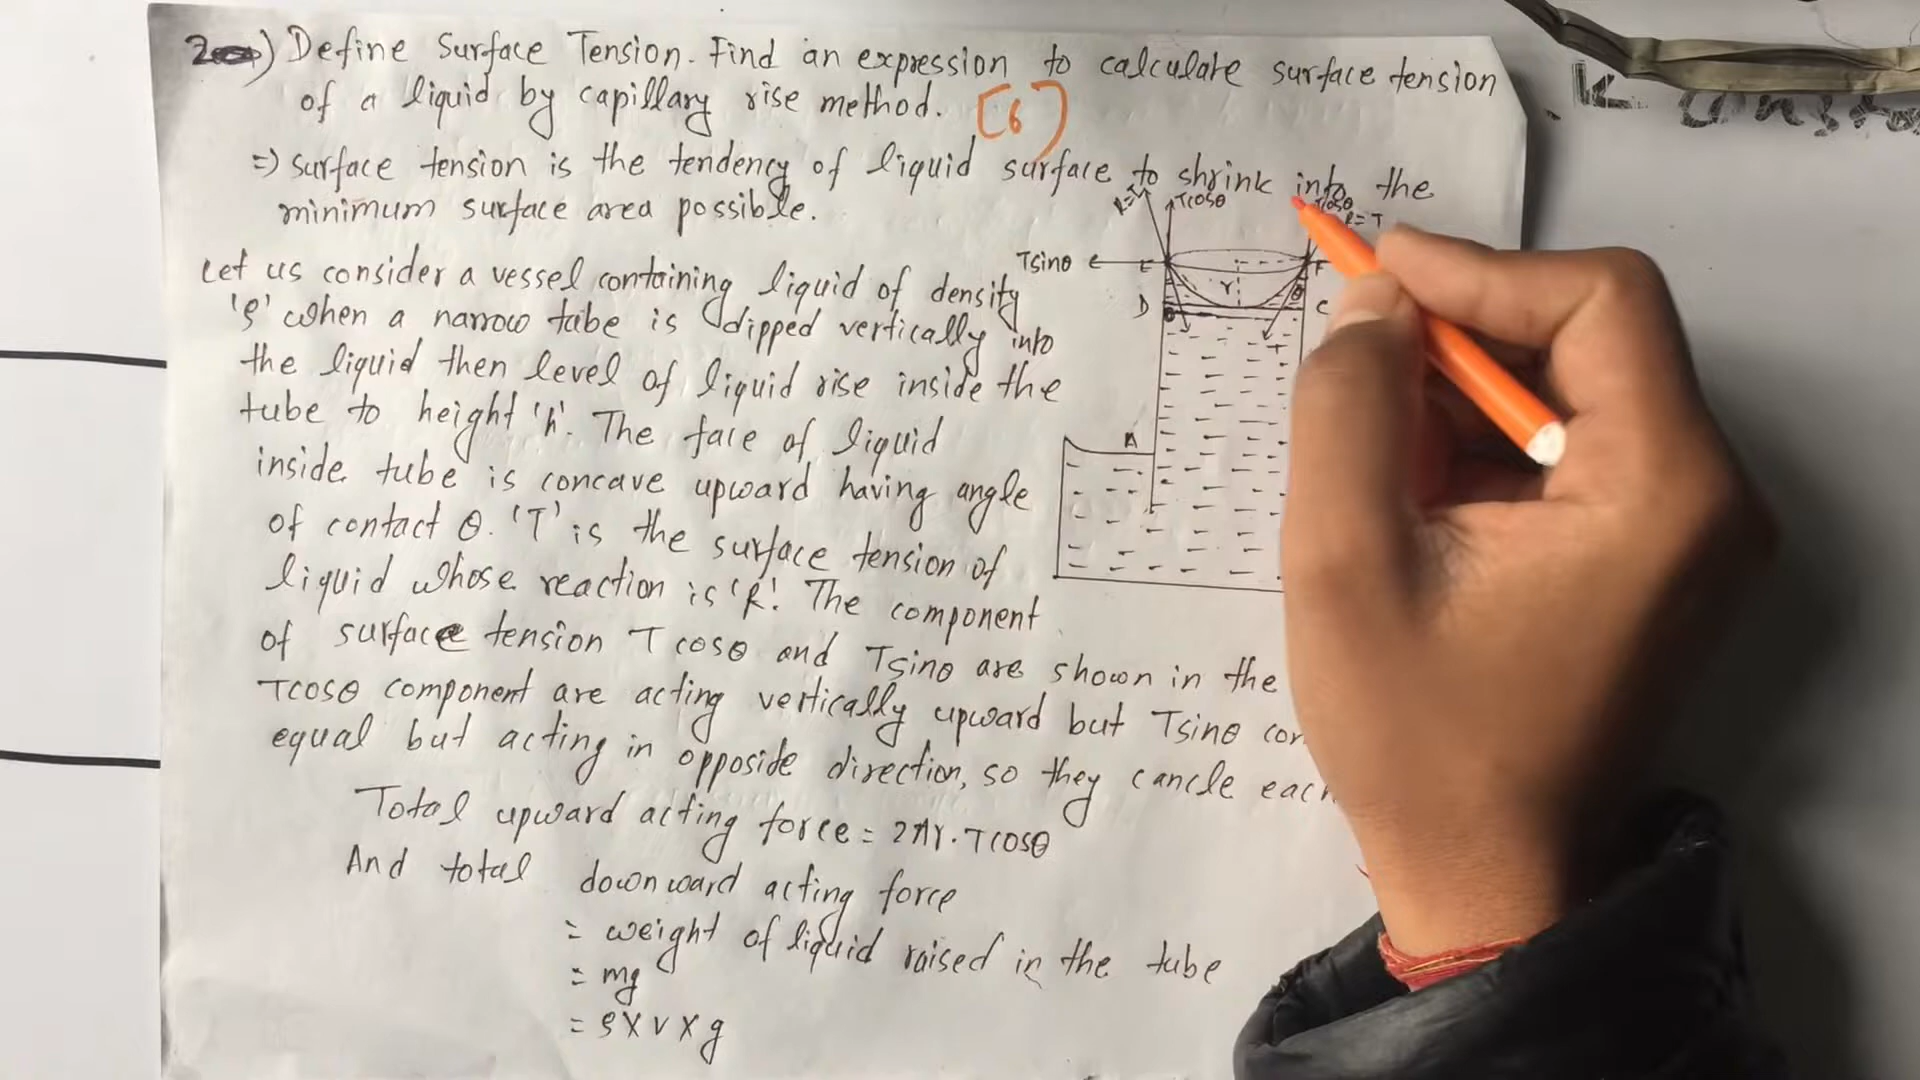 2) Define Surface Tension. Find an expression to calculate surface tension
of a liquid by capillary rise method. [6]
=) surface tension is the tendency of liquid surface to shrink into the
minimum surface area possible.
Let us consider a vessel containing liquid of density
'ρ' when a narrow tube is dipped vertically into
the liquid then level of liquid rise inside the
tube to height 'h'. The face of liquid
inside tube is concave upward having angle
of contact θ. 'T' is the surface tension of
liquid whose reaction is 'R'. The component
of surface tension T cosθ and Tsinθ are shown in the
Tcosθ component are acting vertically upward but Tsinθ
equal but acting in opposite direction, so they cancle each
Total upward acting force = 2πr.Tcosθ
And total downward acting force
= weight of liquid raised in the tube
= mg
= ρ x v x g
R=T
Tcosθ
Tcosθ
R=T
Tsinθ
E
F
r
θ
D
C
θ
T
A